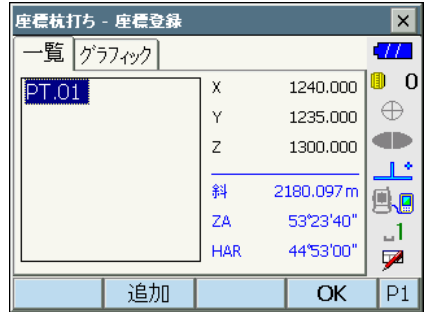 座標杭打ち - 座標登録
一覧 グラフィック
PT.01
X 1240.000
Y 1235.000
Z 1300.000
斜 2180.097m
ZA 53°23'40"
HAR 44°53'00"
0
1
追加 OK P1